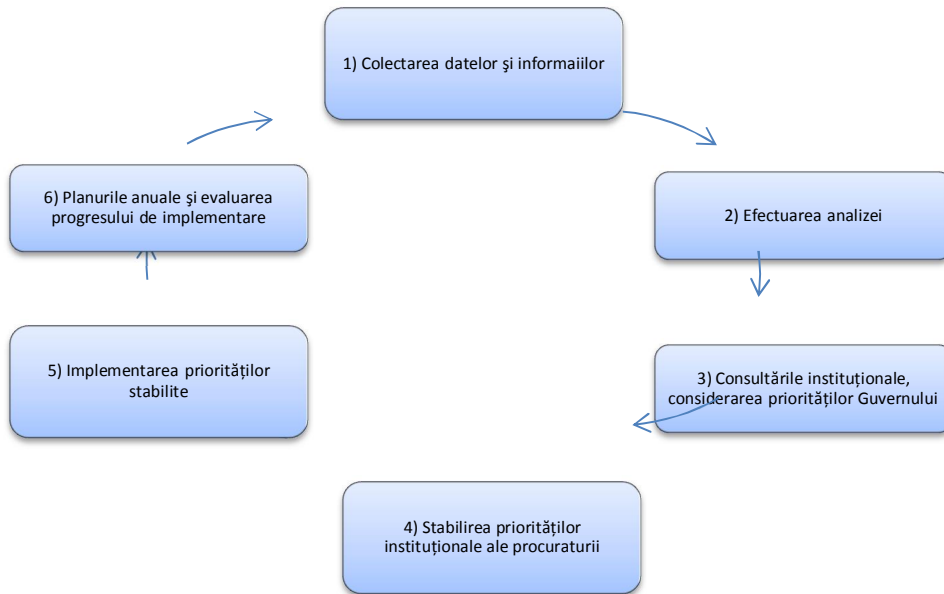 1) Colectarea datelor şi informaiilor
2) Efectuarea analizei
3) Consultările instituționale,
considerarea priorităților Guvernului
4) Stabilirea priorităților
instituționale ale procuraturii
5) Implementarea priorităților
stabilite
6) Planurile anuale şi evaluarea
progresului de implementare